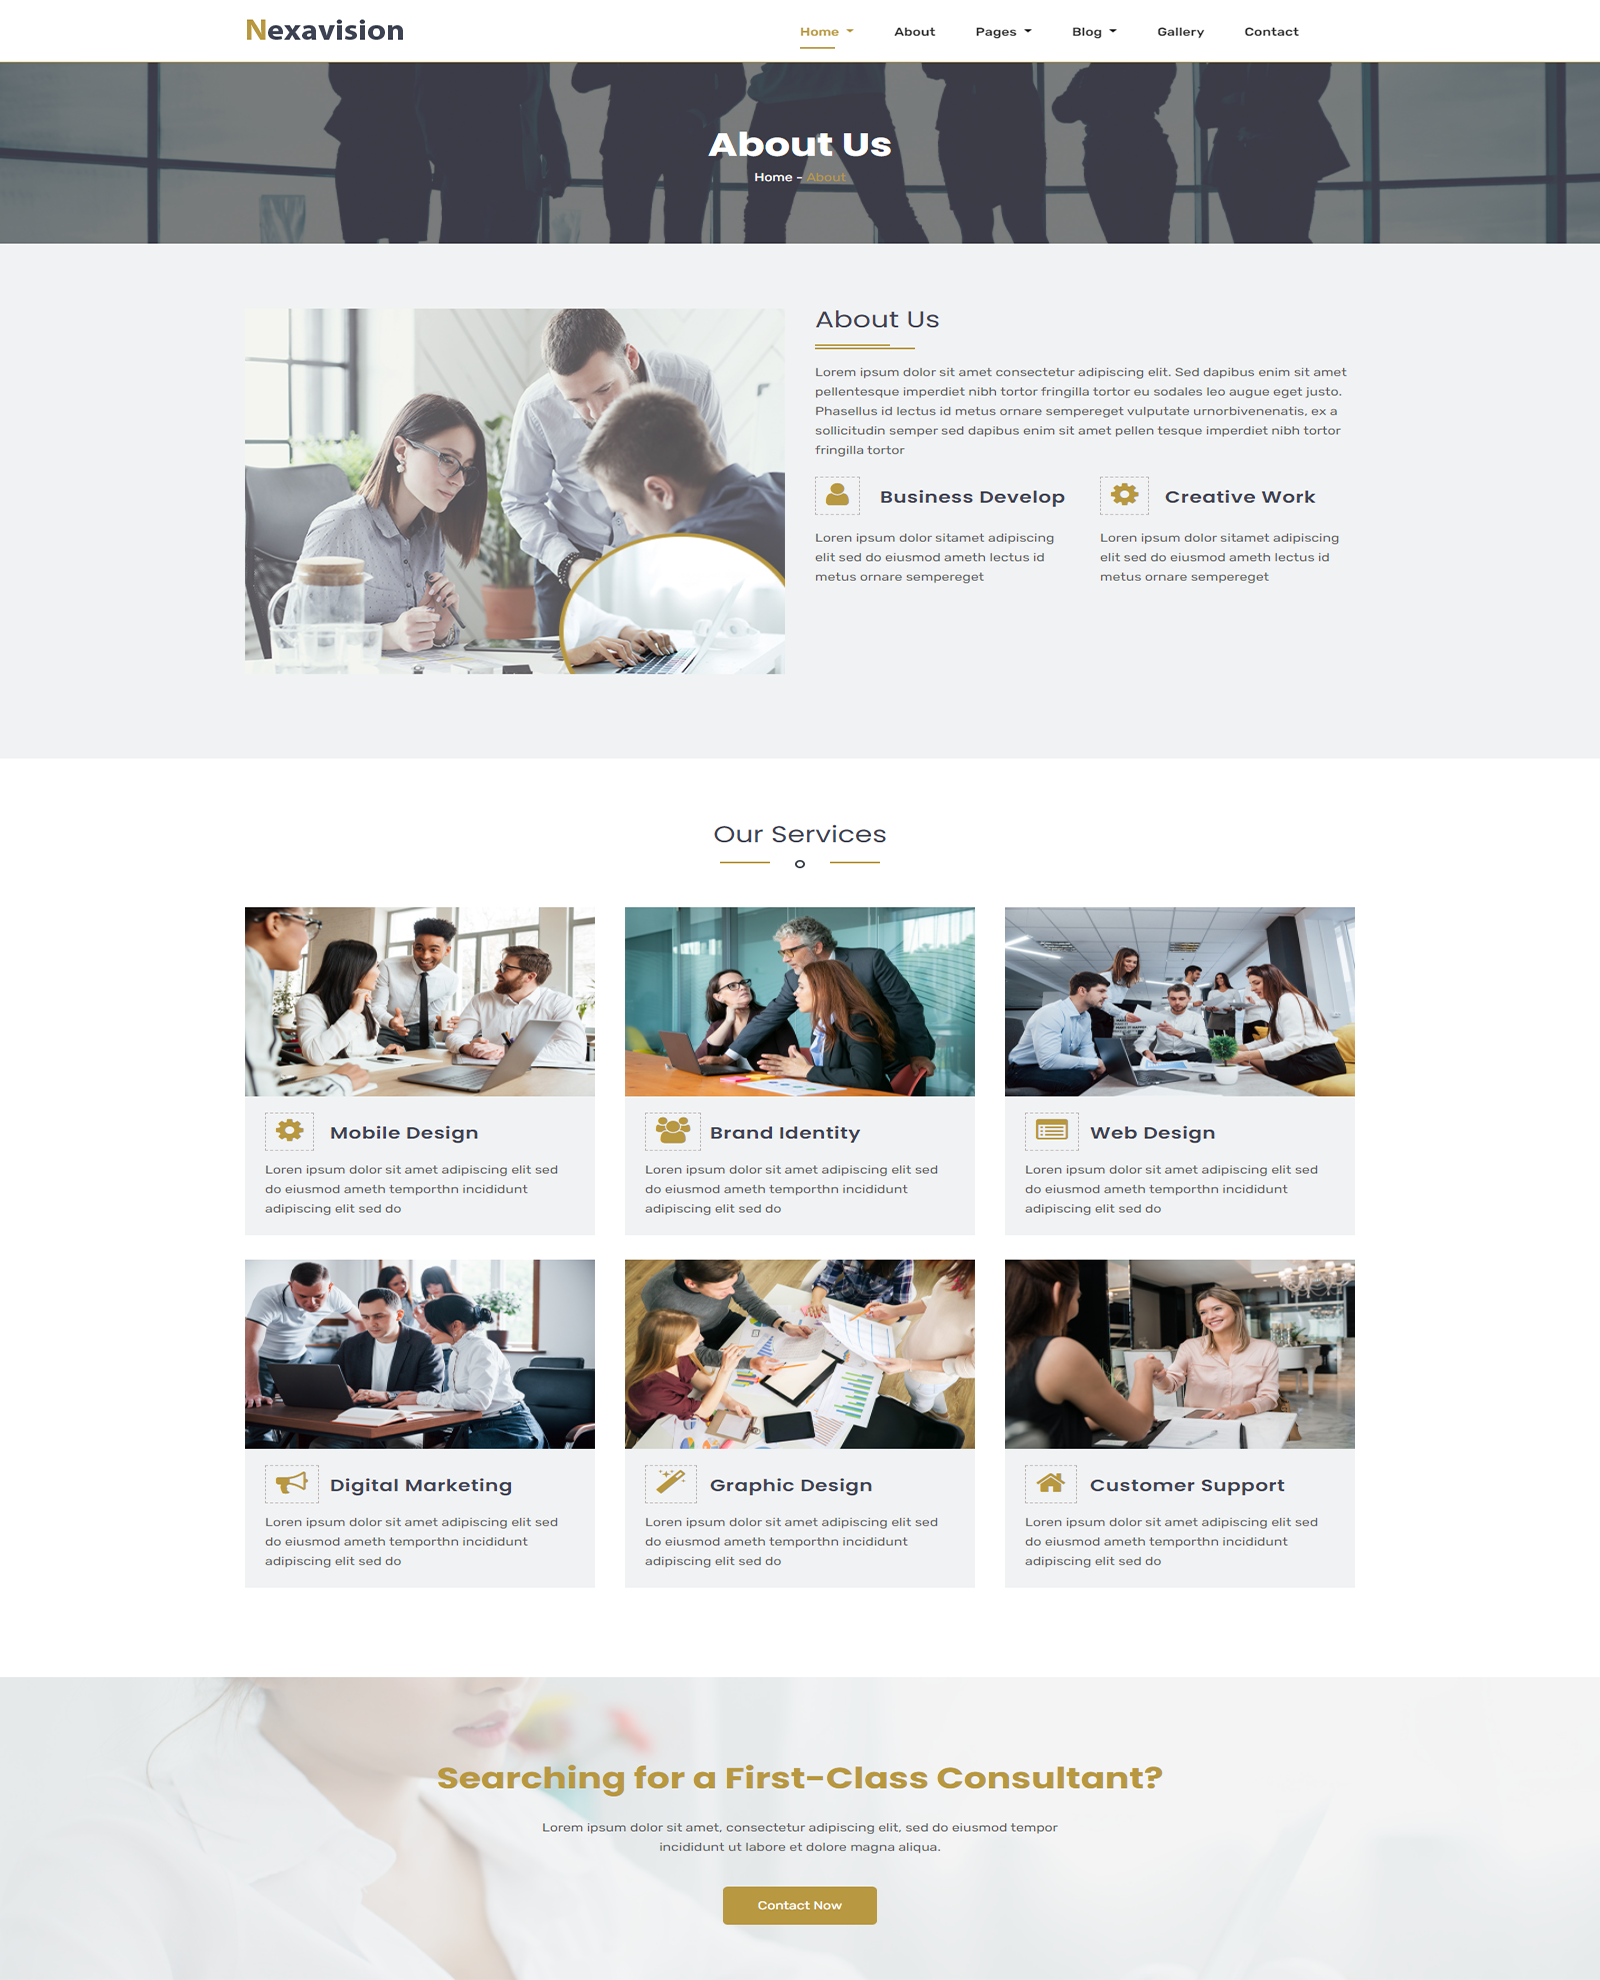 Nexavision
Home About Pages Blog Gallery Contact
About Us
Home - About
About Us
Lorem ipsum dolor sit amet consectetur adipiscing elit. Sed dapibus enim sit amet
pellentesque imperdiet nibh tortor fringilla tortor eu sodales leo augue eget justo.
Phasellus id lectus id metus ornare sempereget vulputate urnorbivenenatis, ex a
sollicitudin semper sed dapibus enim sit amet pellen tesque imperdiet nibh tortor
fringilla tortor
Business Develop
Loren ipsum dolor sitamet adipiscing
elit sed do eiusmod ameth lectus id
metus ornare sempereget
Creative Work
Loren ipsum dolor sitamet adipiscing
elit sed do eiusmod ameth lectus id
metus ornare sempereget
Our Services
Mobile Design
Loren ipsum dolor sit amet adipiscing elit sed
do eiusmod ameth temporthn incididunt
adipiscing elit sed do
Brand Identity
Loren ipsum dolor sit amet adipiscing elit sed
do eiusmod ameth temporthn incididunt
adipiscing elit sed do
Web Design
Loren ipsum dolor sit amet adipiscing elit sed
do eiusmod ameth temporthn incididunt
adipiscing elit sed do
Digital Marketing
Loren ipsum dolor sit amet adipiscing elit sed
do eiusmod ameth temporthn incididunt
adipiscing elit sed do
Graphic Design
Loren ipsum dolor sit amet adipiscing elit sed
do eiusmod ameth temporthn incididunt
adipiscing elit sed do
Customer Support
Loren ipsum dolor sit amet adipiscing elit sed
do eiusmod ameth temporthn incididunt
adipiscing elit sed do
Searching for a First-Class Consultant?
Lorem ipsum dolor sit amet, consectetur adipiscing elit, sed do eiusmod tempor
incididunt ut labore et dolore magna aliqua.
Contact Now